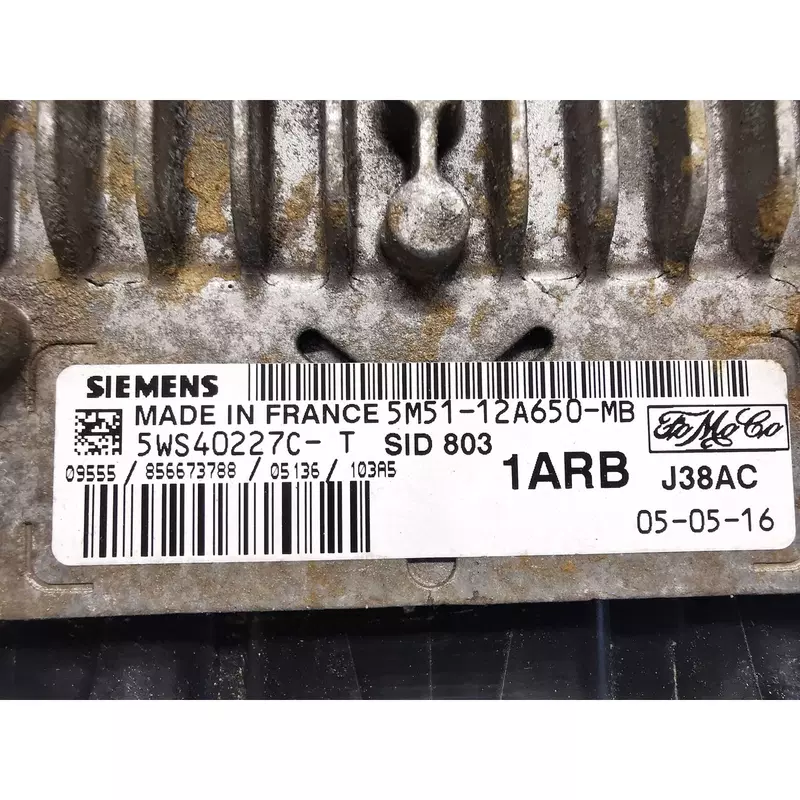 SIEMENS
MADE IN FRANCE 5M51-12A650-MB
5WS40227C- T SID 803
FoMoCo
09555 / 856673788 / 05136 / 103A5
1ARB J38AC
05-05-16